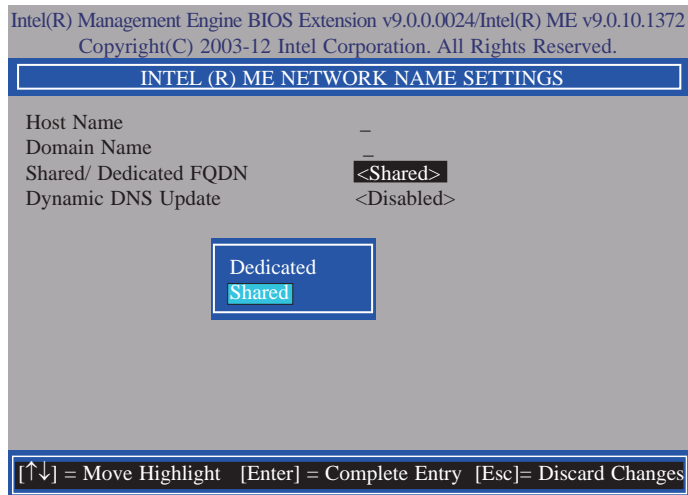 Intel(R) Management Engine BIOS Extension v9.0.0.0024/Intel(R) ME v9.0.10.1372
Copyright(C) 2003-12 Intel Corporation. All Rights Reserved.
INTEL (R) ME NETWORK NAME SETTINGS
Host Name _
Domain Name _
Shared/ Dedicated FQDN <Shared>
Dynamic DNS Update <Disabled>
Dedicated
Shared
[↑↓] = Move Highlight [Enter] = Complete Entry [Esc]= Discard Changes